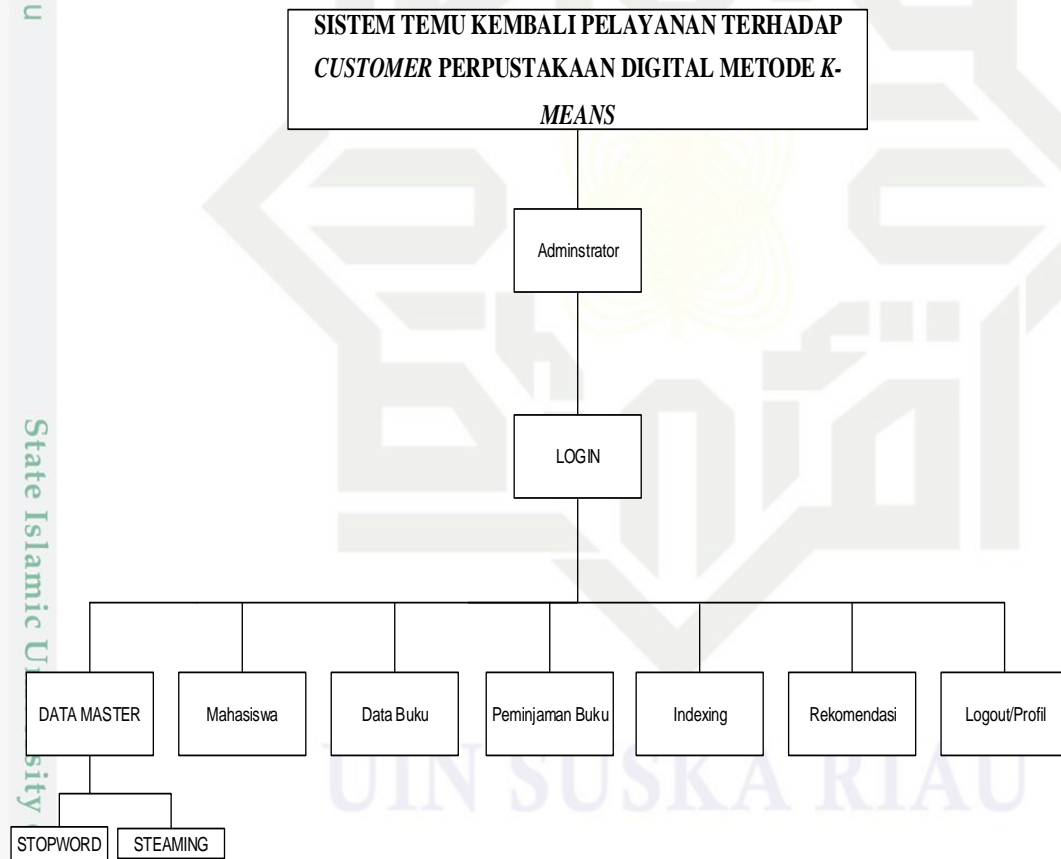 SISTEM TEMU KEMBALI PELAYANAN TERHADAP
CUSTOMER PERPUSTAKAAN DIGITAL METODE K-
MEANS
Adminstrator
LOGIN
DATA MASTER
Mahasiswa
Data Buku
Peminjaman Buku
Indexing
Rekomendasi
Logout/Profil
STOPWORD
STEAMING
UIN SUSKA RIAU
State Islamic